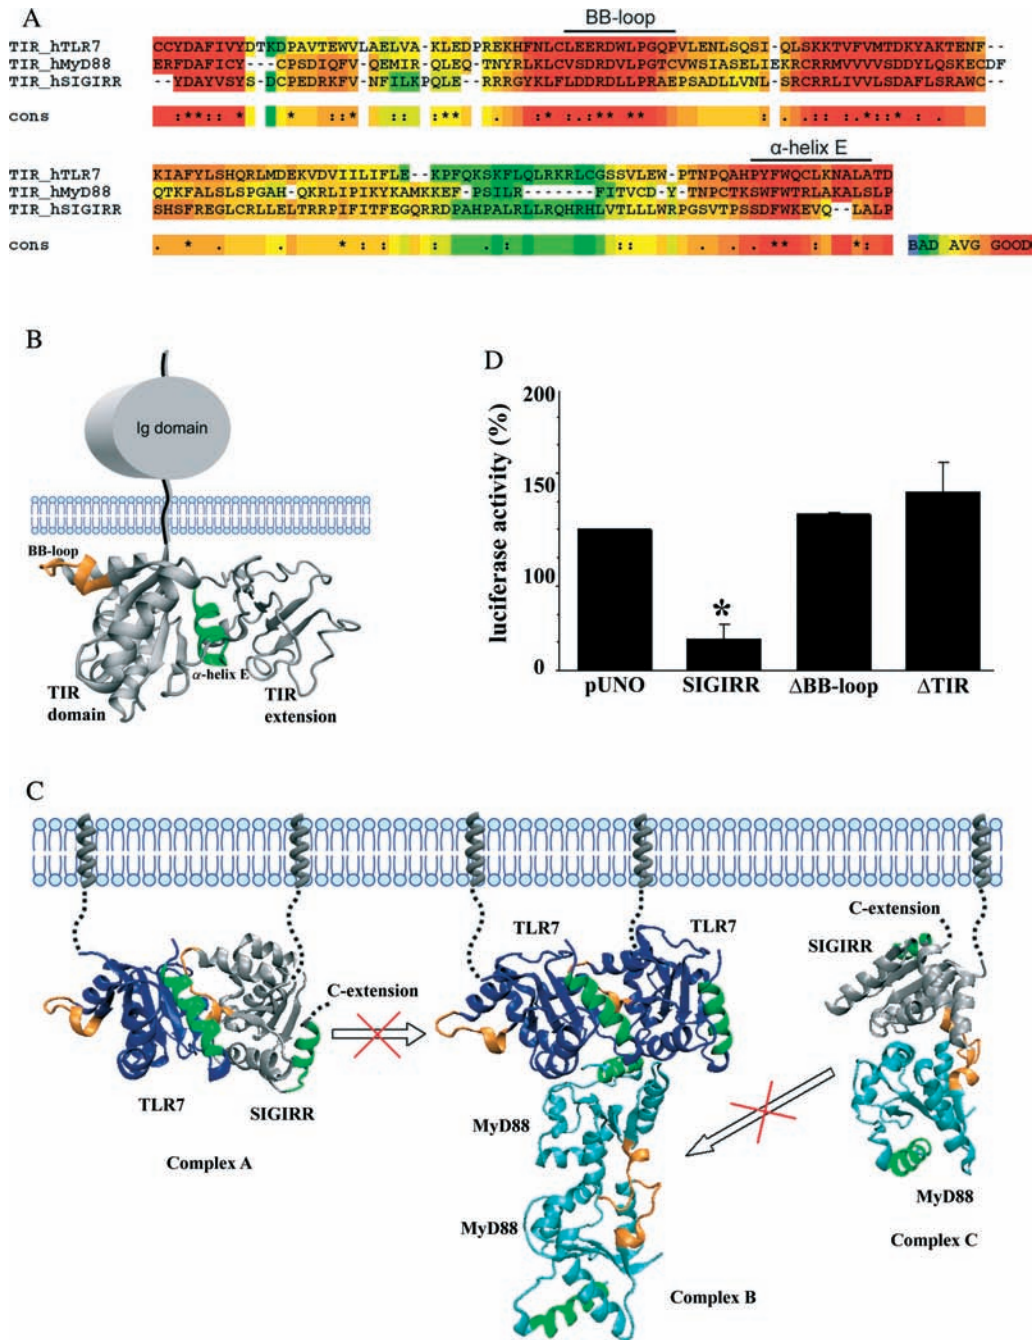 A
BB-loop
TIR_hTLR7 CCYDAFIVYDTKDPAVTEWVLAELVA-KLEDPREKHFNLCLEERDWLPGQPVLENLSQSI-QLSKKTVFVMTDKYAKTENF--
TIR_hMyD88 ERFDAFICY---CPSDIQFV-QEMIR-QLEQ-TNYRLKLCVSDRDVLPGTCVWSIASELIEKRCRRMVVVVSDDYLQSKECDF
TIR_hSIGIRR --YDAYVSYS-DCPEDRKFV-NFILKPQLE--RRRGYKLFLDDRDLLPRAEPSADLLVNL-SRCRRLIVVLSDAFLSRAWC--
cons :**:.* * ::* :: :** . :* ..: :** ** : . :: ::..*::* : .
α-helix E
TIR_hTLR7 KIAFYLSHQRLMDEKVDVIILIFLE--KPFQKSKFLQLRKRLCGSSVLEW-PTNPQAHPYFWQCLKNALATD
TIR_hMyD88 QTKFALSLSPGAH-QKRLIPIKYKAMKKEF-PSILR------FITVCD-Y-TNPCTKSWFWTRLAKALSLP
TIR_hSIGIRR SHSFREGLCRLLELTRRPIFITFEGQRRDPAHPALRLLRQHRHLVTLLLWRPGSVTPSSDFWKEVQ--LALP
cons . * . . * : : . : :: . . : ** : *:
BAD AVG GOOD
B
Ig domain
BB-loop
α-helix E
TIR
domain
TIR
extension
D
luciferase activity (%)
200
150
100
0
*
pUNO SIGIRR ΔBB-loop ΔTIR
C
TLR7
TLR7
C-extension
SIGIRR
C-extension
TLR7
SIGIRR
Complex A
MyD88
MyD88
MyD88
Complex B
Complex C